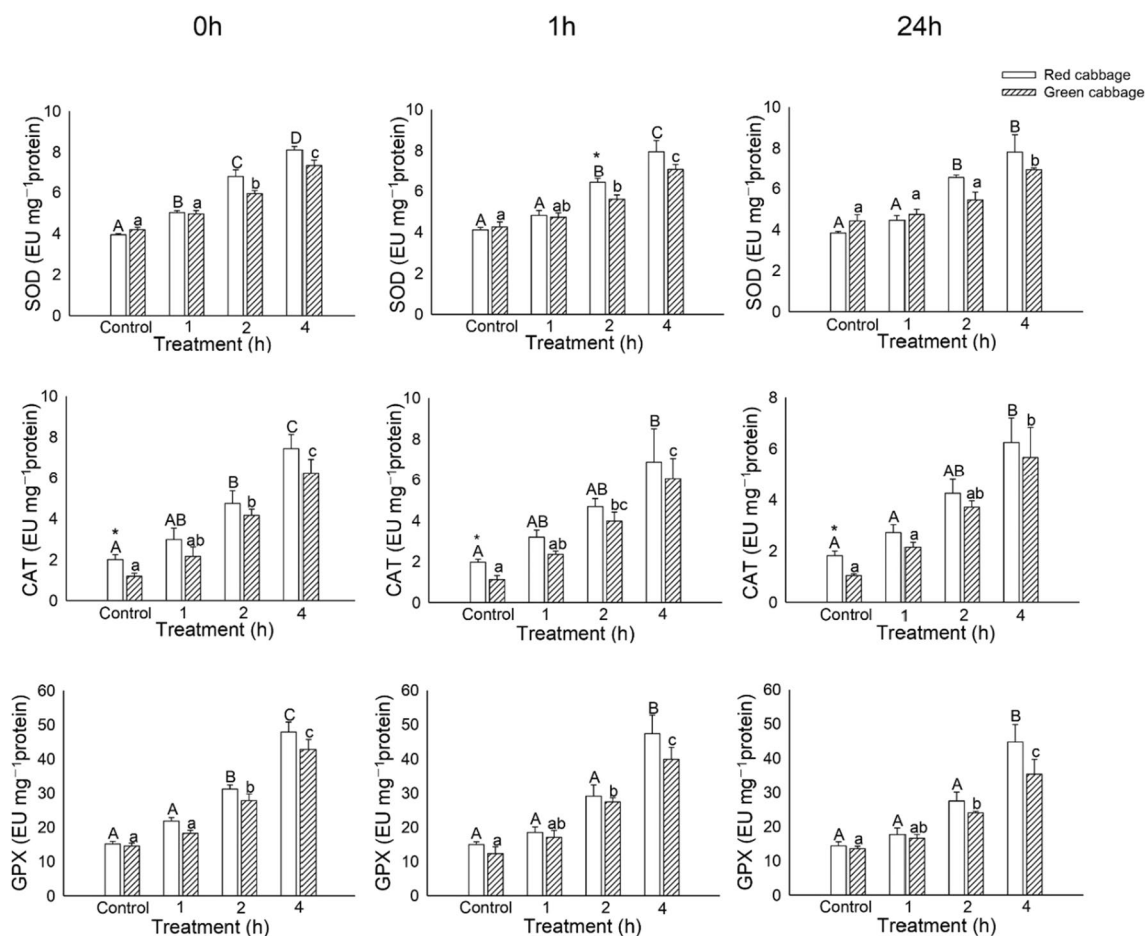 0h 1h 24h
Red cabbage
Green cabbage
SOD (EU mg⁻¹protein)
10
8
6
4
2
0
A a B a C b D c
Control 1 2 4
Treatment (h)
SOD (EU mg⁻¹protein)
10
8
6
4
2
0
*
A a A ab B b C c
Control 1 2 4
Treatment (h)
SOD (EU mg⁻¹protein)
10
8
6
4
2
0
A a A a B a B b
Control 1 2 4
Treatment (h)
CAT (EU mg⁻¹protein)
10
8
6
4
2
0
*
A a AB ab B b C c
Control 1 2 4
Treatment (h)
CAT (EU mg⁻¹protein)
10
8
6
4
2
0
*
A a AB ab AB bc B c
Control 1 2 4
Treatment (h)
CAT (EU mg⁻¹protein)
8
6
4
2
0
*
A a A a AB ab B b
Control 1 2 4
Treatment (h)
GPX (EU mg⁻¹protein)
60
50
40
30
20
10
0
A a A a B b C c
Control 1 2 4
Treatment (h)
GPX (EU mg⁻¹protein)
60
50
40
30
20
10
0
A a A ab A b B c
Control 1 2 4
Treatment (h)
GPX (EU mg⁻¹protein)
60
50
40
30
20
10
0
A a A ab A b B c
Control 1 2 4
Treatment (h)